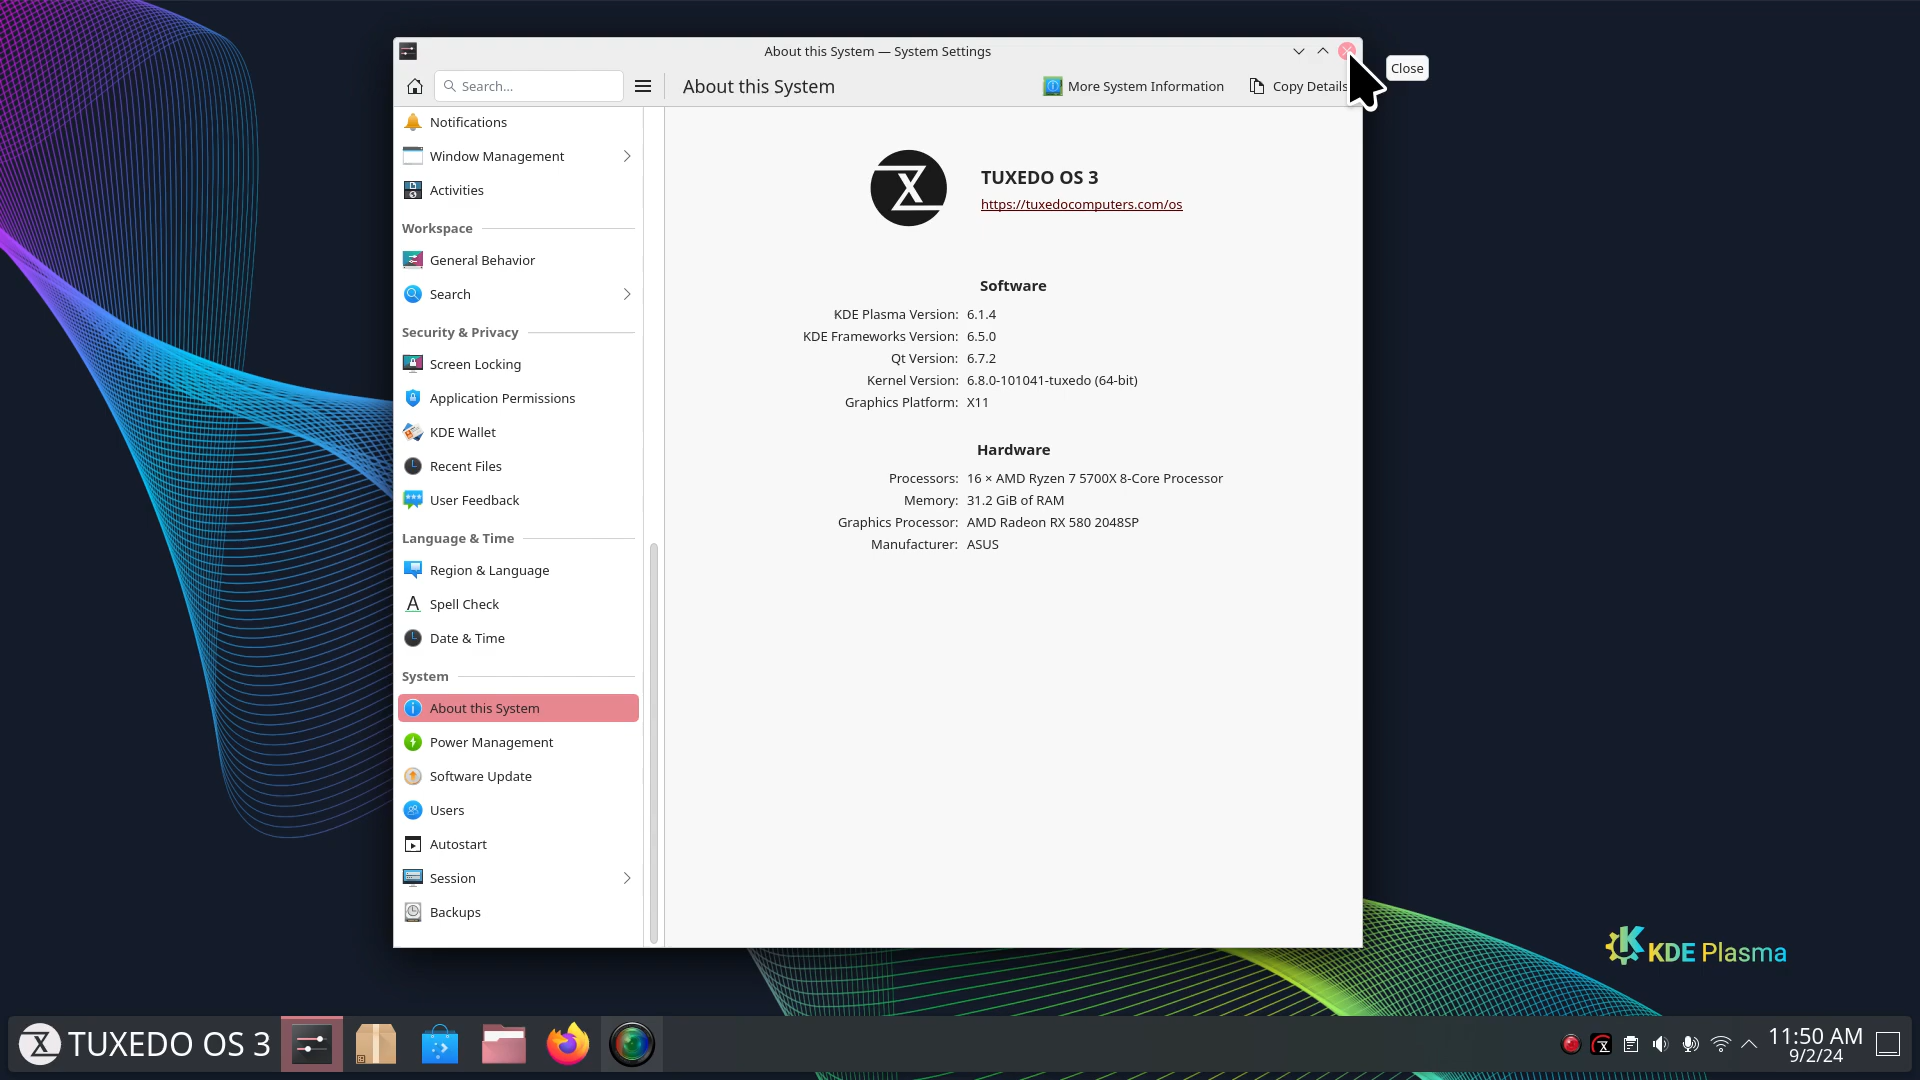 About this System — System Settings
Close
Search...
About this System
More System Information
Copy Details
Notifications
Window Management
Activities
Workspace
General Behavior
Search
Security & Privacy
Screen Locking
Application Permissions
KDE Wallet
Recent Files
User Feedback
Language & Time
Region & Language
Spell Check
Date & Time
System
About this System
Power Management
Software Update
Users
Autostart
Session
Backups
TUXEDO OS 3
https://tuxedocomputers.com/os
Software
KDE Plasma Version: 6.1.4
KDE Frameworks Version: 6.5.0
Qt Version: 6.7.2
Kernel Version: 6.8.0-101041-tuxedo (64-bit)
Graphics Platform: X11
Hardware
Processors: 16 × AMD Ryzen 7 5700X 8-Core Processor
Memory: 31.2 GiB of RAM
Graphics Processor: AMD Radeon RX 580 2048SP
Manufacturer: ASUS
KDE Plasma
TUXEDO OS 3
11:50 AM
9/2/24